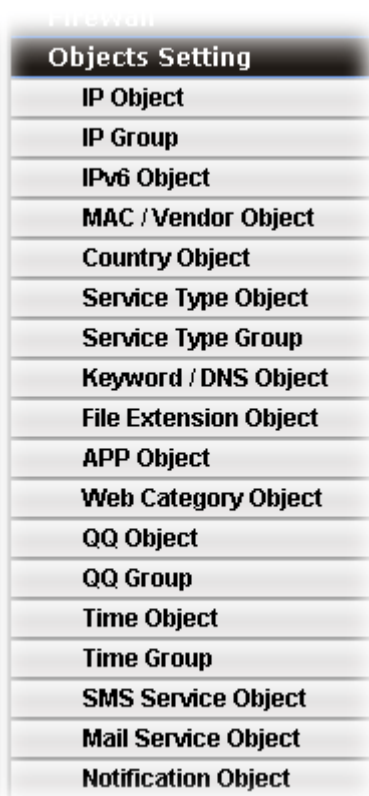 Firewall
Objects Setting
IP Object
IP Group
IPv6 Object
MAC / Vendor Object
Country Object
Service Type Object
Service Type Group
Keyword / DNS Object
File Extension Object
APP Object
Web Category Object
QQ Object
QQ Group
Time Object
Time Group
SMS Service Object
Mail Service Object
Notification Object